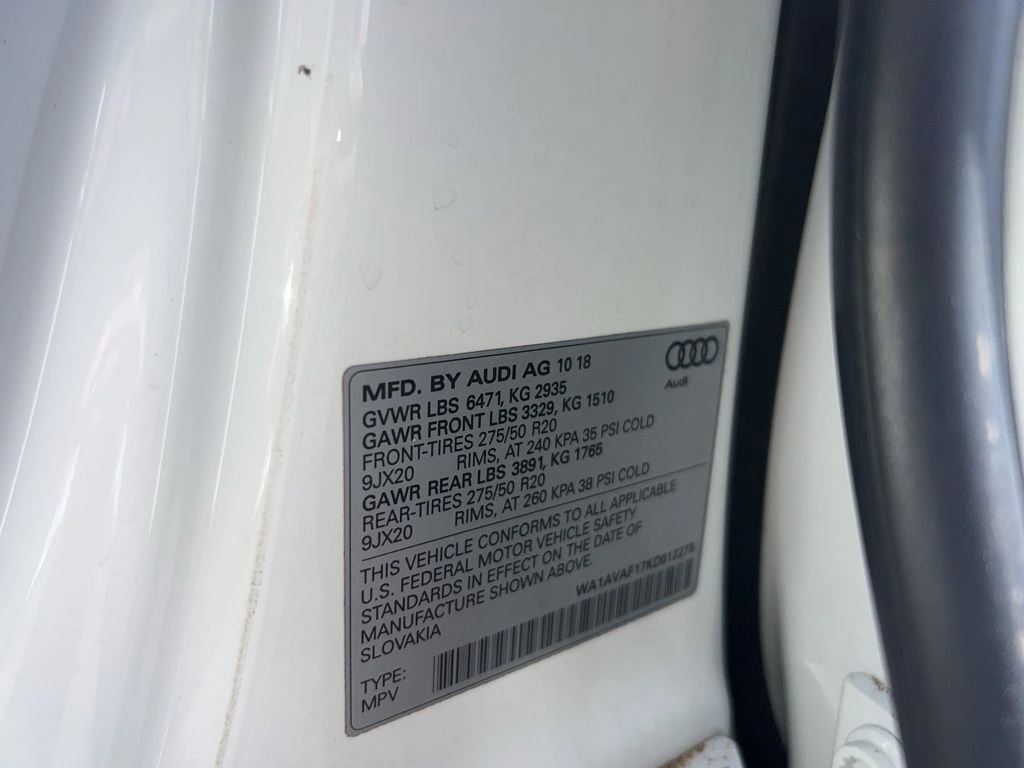 MFD. BY AUDI AG 10 18
GVWR LBS 6471, KG 2935
GAWR FRONT LBS 3329, KG 1510
FRONT-TIRES 275/50 R20
9JX20 RIMS, AT 240 KPA 35 PSI COLD
GAWR REAR LBS 3891, KG 1765
REAR-TIRES 275/50 R20
9JX20 RIMS, AT 260 KPA 38 PSI COLD
THIS VEHICLE CONFORMS TO ALL APPLICABLE
U.S. FEDERAL MOTOR VEHICLE SAFETY
STANDARDS IN EFFECT ON THE DATE OF
MANUFACTURE SHOWN ABOVE.
SLOVAKIA
WA1AVAF17KD012275
TYPE:
MPV
Audi